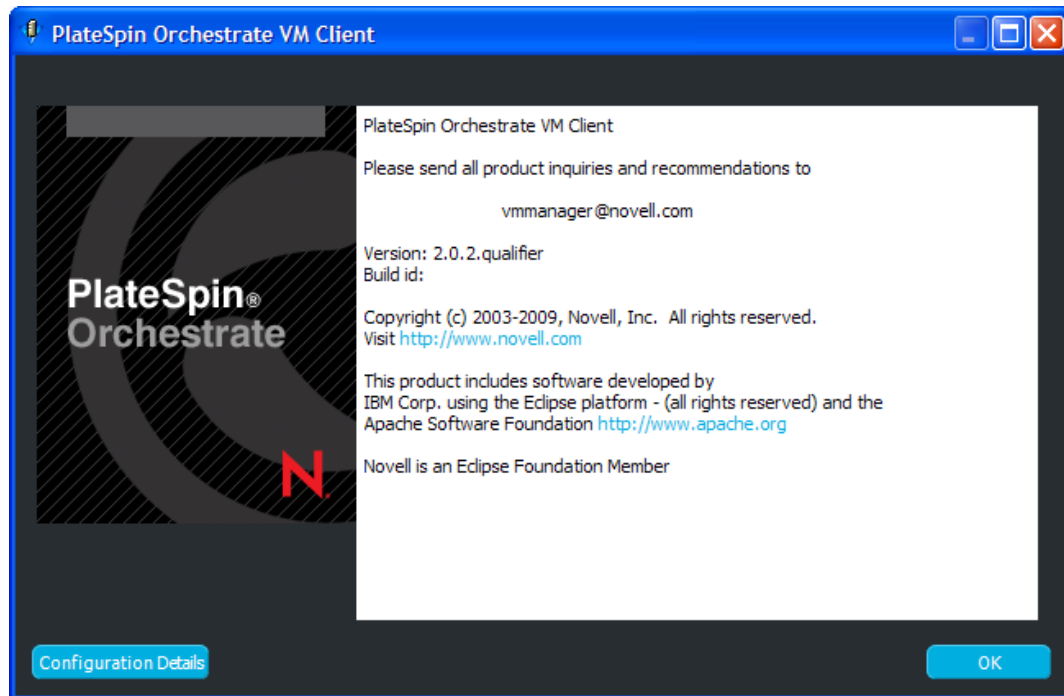 PlateSpin Orchestrate VM Client
PlateSpin®
Orchestrate
N.
PlateSpin Orchestrate VM Client
Please send all product inquiries and recommendations to
vmmanager@novell.com
Version: 2.0.2.qualifier
Build id:
Copyright (c) 2003-2009, Novell, Inc.  All rights reserved.
Visit http://www.novell.com
This product includes software developed by
IBM Corp. using the Eclipse platform - (all rights reserved) and the
Apache Software Foundation http://www.apache.org
Novell is an Eclipse Foundation Member
Configuration Details
OK